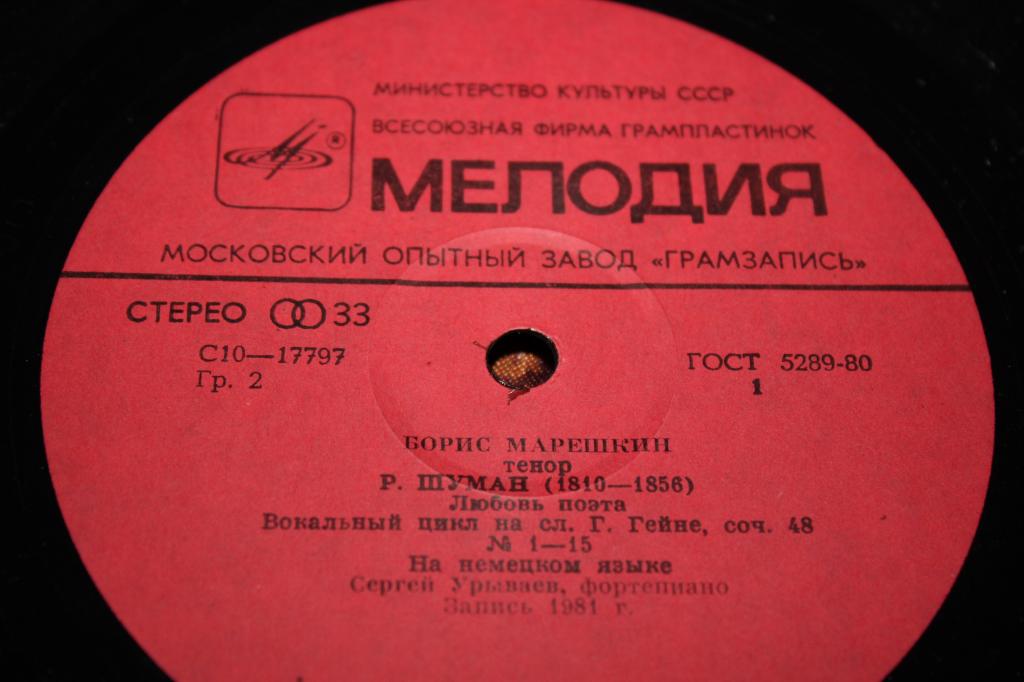 МИНИСТЕРСТВО КУЛЬТУРЫ СССР
ВСЕСОЮЗНАЯ ФИРМА ГРАМПЛАСТИНОК
®
МЕЛОДИЯ
МОСКОВСКИЙ ОПЫТНЫЙ ЗАВОД «ГРАМЗАПИСЬ»
СТЕРЕО 33
С10—17797
ГОСТ 5289-80
Гр. 2
1
БОРИС МАРЕШКИН
тенор
Р. ШУМАН (1810—1856)
Любовь поэта
Вокальный цикл на сл. Г. Гейне, соч. 48
№ 1—15
На немецком языке
Сергей Урываев, фортепиано
Запись 1981 г.